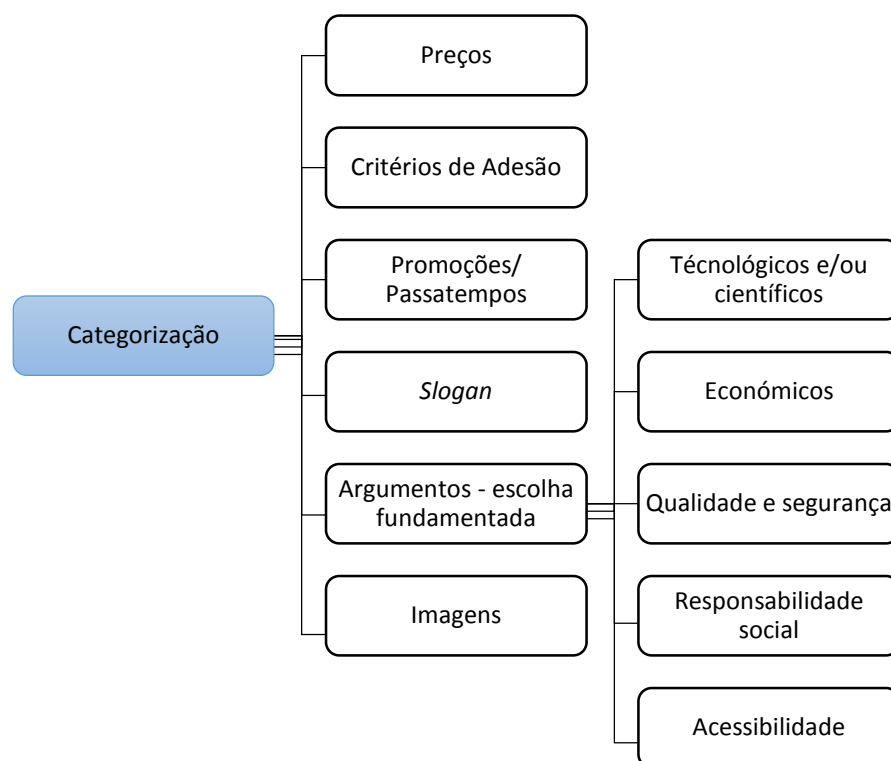 Preços
Critérios de Adesão
Promoções/
Passatempos
Categorização
Slogan
Argumentos - escolha
fundamentada
Imagens
Técnológicos e/ou
científicos
Económicos
Qualidade e segurança
Responsabilidade
social
Acessibilidade